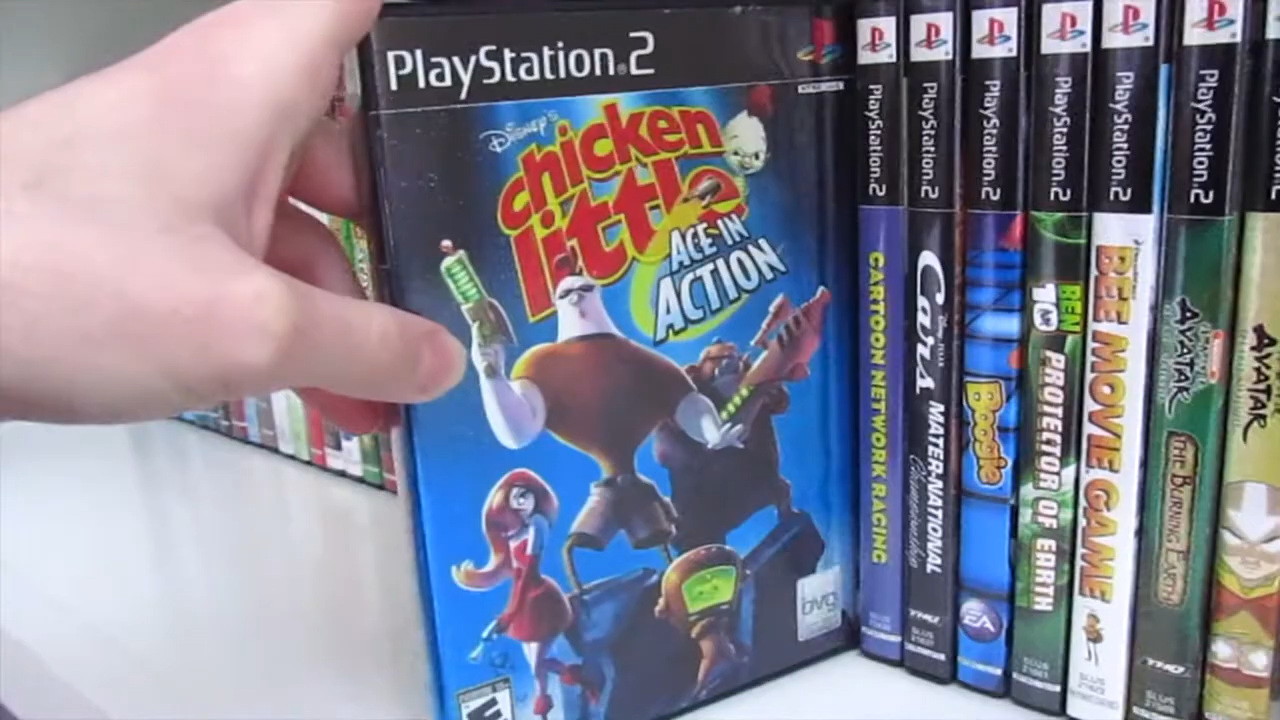 PlayStation®2
DISNEY'S
chicken
little
ACE IN
ACTION
bvg
PlayStation®2
CARTOON NETWORK RACING
PlayStation®2
Cars
MATER-NATIONAL
Championship
THQ
PlayStation®2
Boogie
EA
PlayStation®2
BEN
10
PROTECTOR OF EARTH
PlayStation®2
BEE MOVIE GAME
PlayStation®2
AVATAR
THE BURNING EARTH
THQ
AVATAR